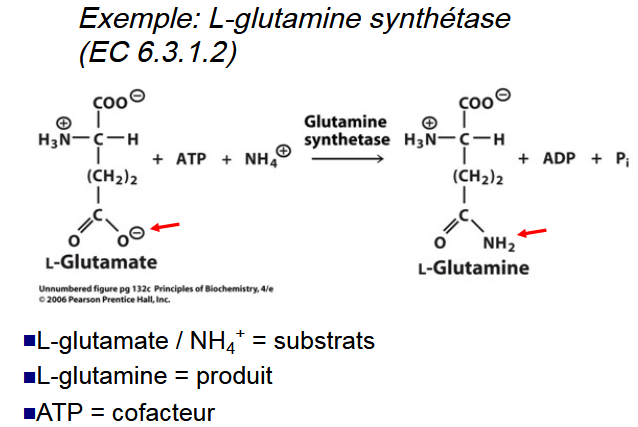 Exemple: L-glutamine synthétase
(EC 6.3.1.2)
COO⊖
⊕
H₃N—C—H
(CH₂)₂
C
O O⊖
L-Glutamate
+ ATP + NH₄⊕
Glutamine
synthetase
COO⊖
⊕
H₃N—C—H
(CH₂)₂
C
O NH₂
L-Glutamine
+ ADP + Pᵢ
Unnumbered figure pg 132c Principles of Biochemistry, 4/e
© 2006 Pearson Prentice Hall, Inc.
L-glutamate / NH₄⁺ = substrats
L-glutamine = produit
ATP = cofacteur